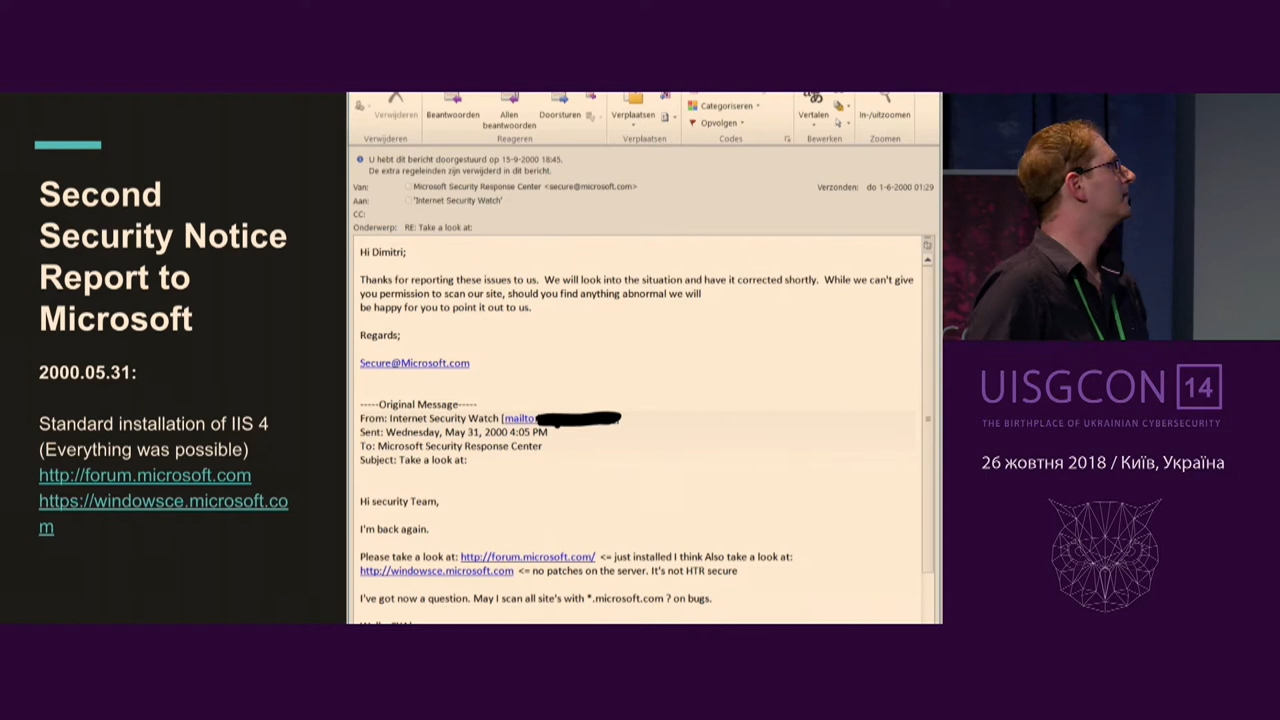 Second
Security Notice
Report to
Microsoft
2000.05.31:
Standard installation of IIS 4
(Everything was possible)
http://forum.microsoft.com
https://windowsce.microsoft.co
m
Verwijderen
Beantwoorden
Allen
beantwoorden
Doorsturen
Verplaatsen
Categoriseren
Opvolgen
Vertalen
In-/uitzoomen
Verwijderen
Reageren
Verplaatsen
Codes
Bewerken
Zoomen
U hebt dit bericht doorgestuurd op 15-9-2000 18:45.
De extra regeleinden zijn verwijderd in dit bericht.
Van: Microsoft Security Response Center <secure@microsoft.com> Verzonden: do 1-6-2000 01:29
Aan: 'Internet Security Watch'
CC:
Onderwerp: RE: Take a look at:
Hi Dimitri;
Thanks for reporting these issues to us. We will look into the situation and have it corrected shortly. While we can't give
you permission to scan our site, should you find anything abnormal we will
be happy for you to point it out to us.
Regards;
Secure@Microsoft.com
-----Original Message-----
From: Internet Security Watch [mailto
Sent: Wednesday, May 31, 2000 4:05 PM
To: Microsoft Security Response Center
Subject: Take a look at:
Hi security Team,
I'm back again.
Please take a look at: http://forum.microsoft.com/ <= just installed I think Also take a look at:
http://windowsce.microsoft.com <= no patches on the server. It's not HTR secure
I've got now a question. May I scan all site's with *.microsoft.com ? on bugs.
UISGCON 14
THE BIRTHPLACE OF UKRAINIAN CYBERSECURITY
26 жовтня 2018 / Київ, Україна